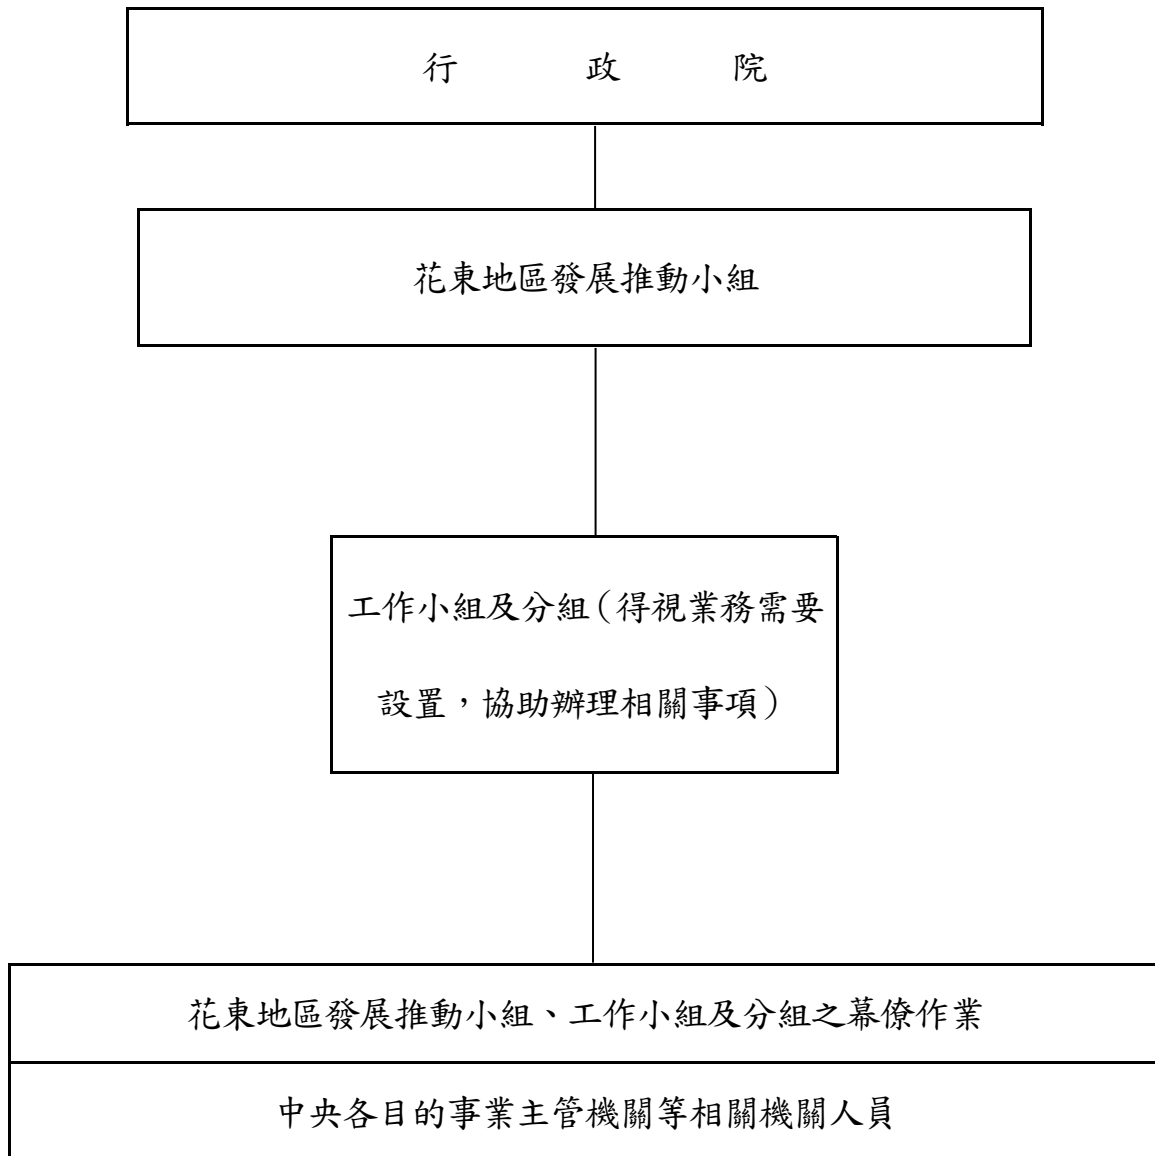 行政院
花東地區發展推動小組
工作小組及分組（得視業務需要
設置，協助辦理相關事項）
花東地區發展推動小組、工作小組及分組之幕僚作業
中央各目的事業主管機關等相關機關人員